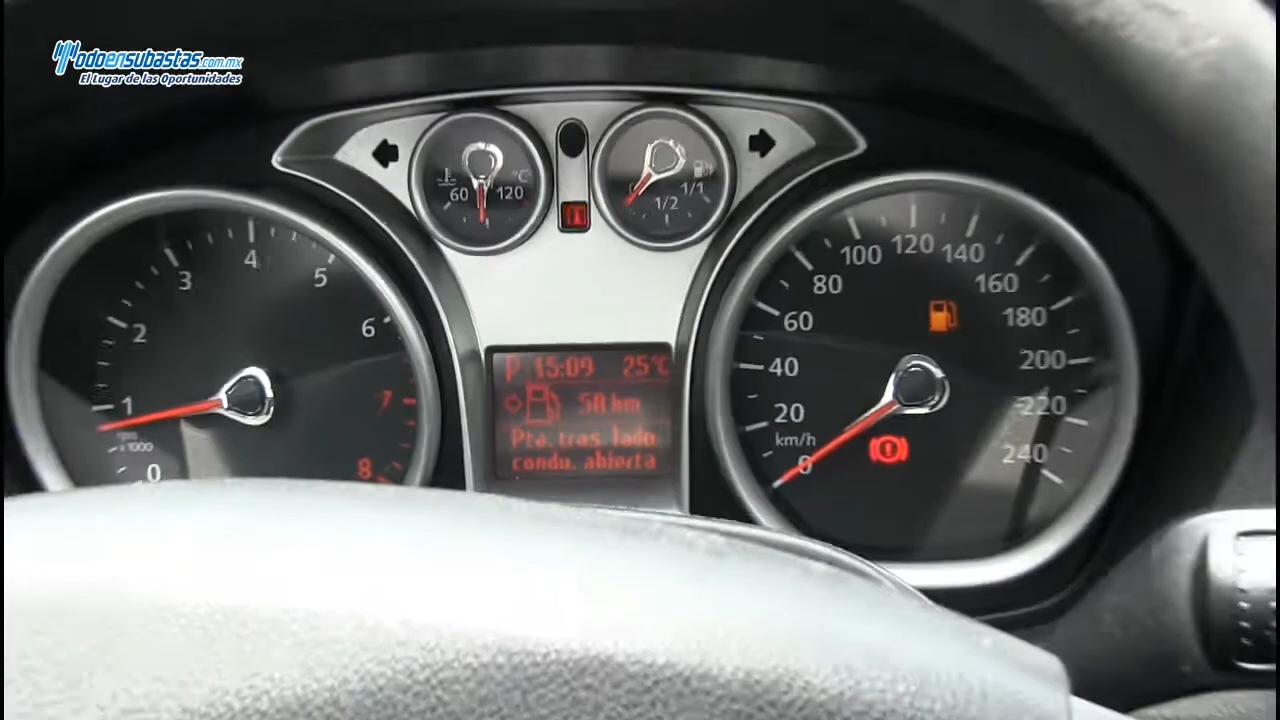 todoensubastas.com.mx
El Lugar de las Oportunidades
60 °C 120
1/2 1/1
0 1 2 3 4 5 6 7 8
rpm
x1000
P 15:09 25°C
50 km
Pta.tras.lado
condu. abierta
0 20 40 60 80 100 120 140 160 180 200 220 240
km/h